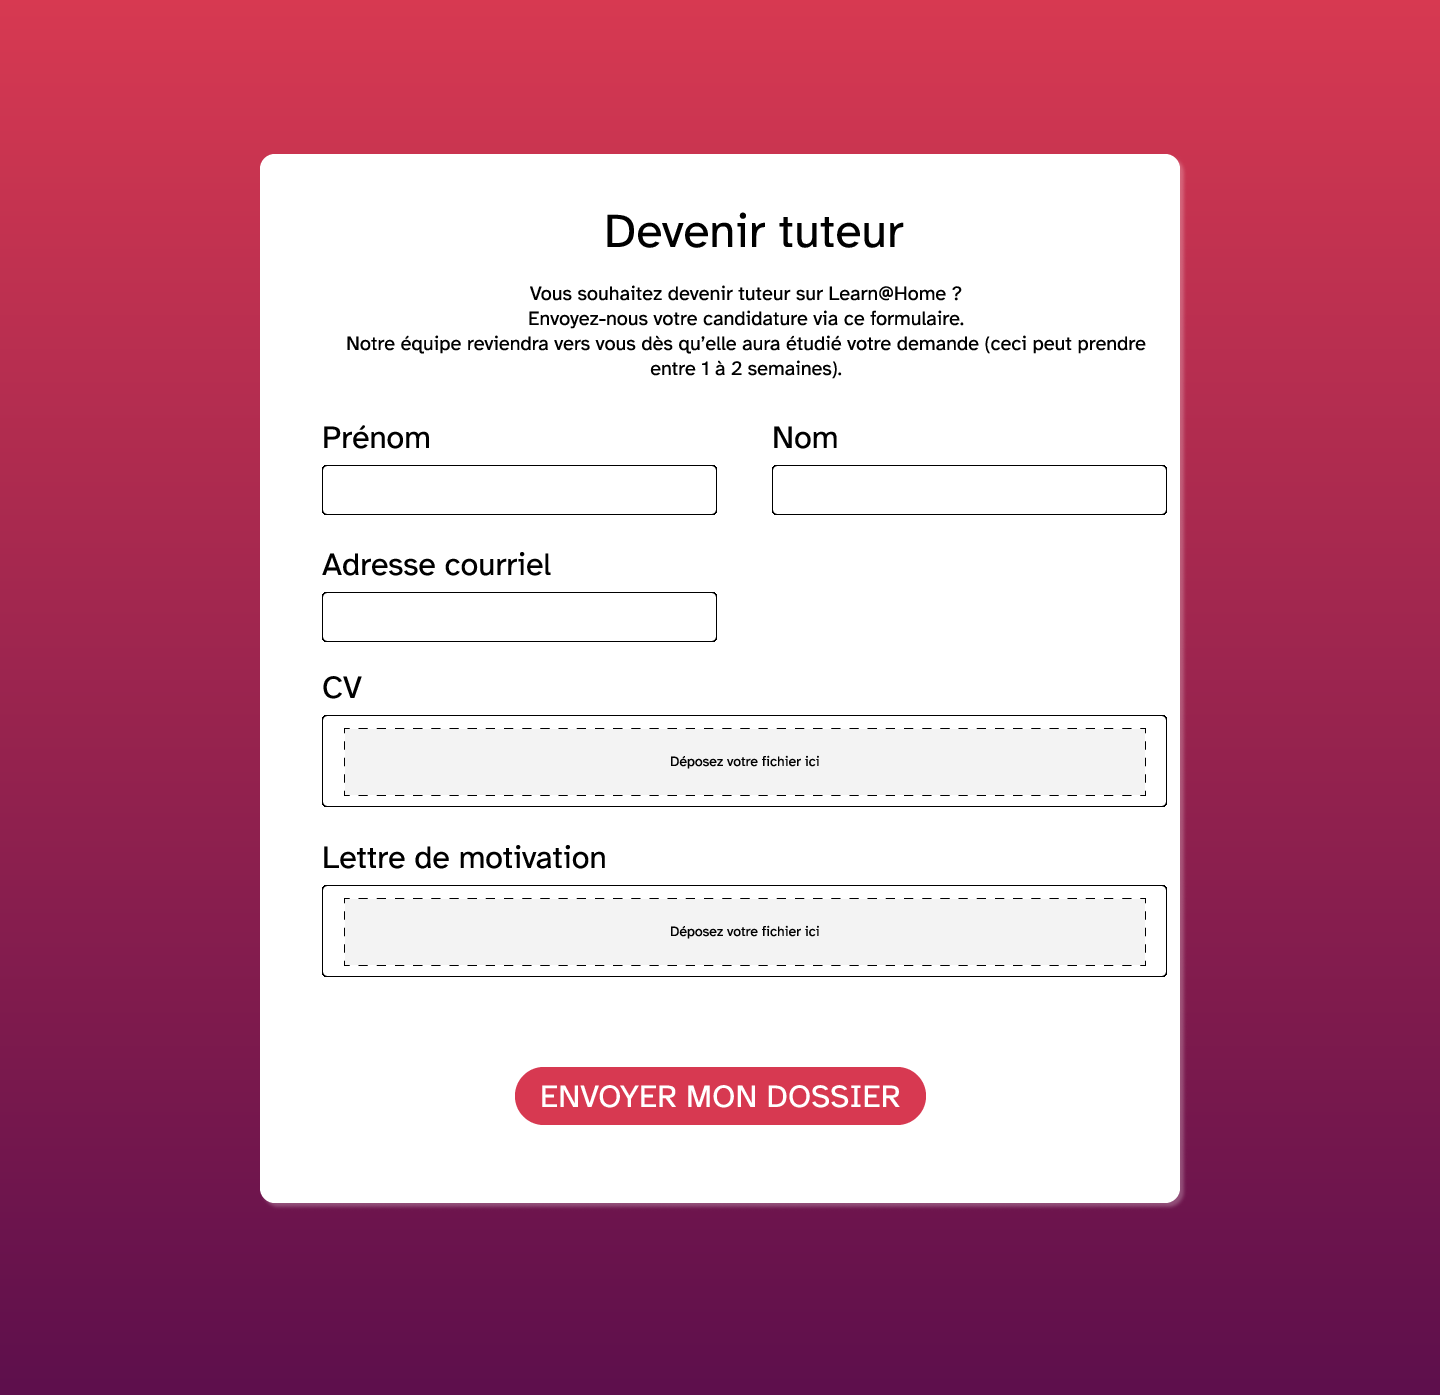 Devenir tuteur
Vous souhaitez devenir tuteur sur Learn@Home ?
Envoyez-nous votre candidature via ce formulaire.
Notre équipe reviendra vers vous dès qu’elle aura étudié votre demande (ceci peut prendre
entre 1 à 2 semaines).
Prénom
Nom
Adresse courriel
CV
Déposez votre fichier ici
Lettre de motivation
Déposez votre fichier ici
ENVOYER MON DOSSIER